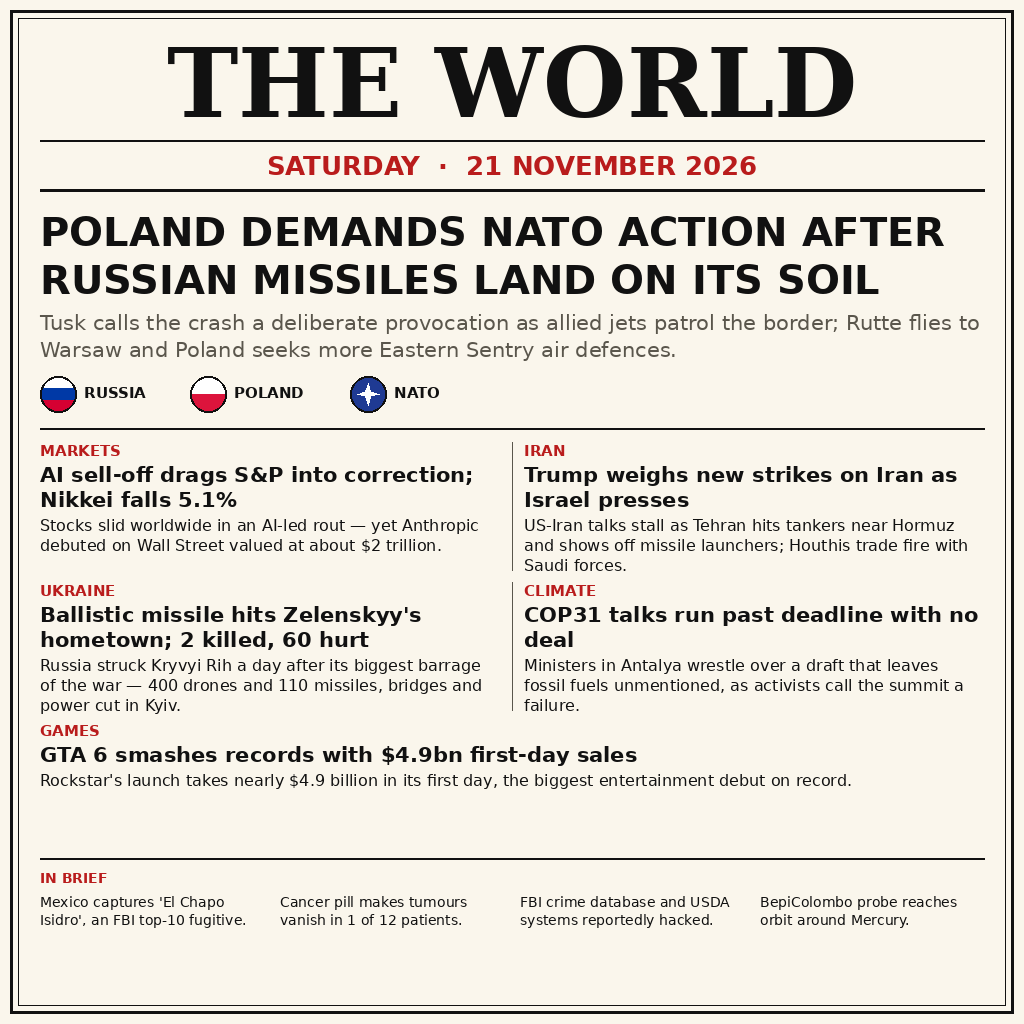 THE WORLD
SATURDAY · 21 NOVEMBER 2026
POLAND DEMANDS NATO ACTION AFTER
RUSSIAN MISSILES LAND ON ITS SOIL
Tusk calls the crash a deliberate provocation as allied jets patrol the border; Rutte flies to
Warsaw and Poland seeks more Eastern Sentry air defences.
RUSSIA
POLAND
NATO
MARKETS
AI sell-off drags S&P into correction;
Nikkei falls 5.1%
Stocks slid worldwide in an AI-led rout — yet Anthropic
debuted on Wall Street valued at about $2 trillion.
IRAN
Trump weighs new strikes on Iran as
Israel presses
US-Iran talks stall as Tehran hits tankers near Hormuz
and shows off missile launchers; Houthis trade fire with
Saudi forces.
UKRAINE
Ballistic missile hits Zelenskyy's
hometown; 2 killed, 60 hurt
Russia struck Kryvyi Rih a day after its biggest barrage
of the war — 400 drones and 110 missiles, bridges and
power cut in Kyiv.
CLIMATE
COP31 talks run past deadline with no
deal
Ministers in Antalya wrestle over a draft that leaves
fossil fuels unmentioned, as activists call the summit a
failure.
GAMES
GTA 6 smashes records with $4.9bn first-day sales
Rockstar's launch takes nearly $4.9 billion in its first day, the biggest entertainment debut on record.
IN BRIEF
Mexico captures 'El Chapo
Isidro', an FBI top-10 fugitive.
Cancer pill makes tumours
vanish in 1 of 12 patients.
FBI crime database and USDA
systems reportedly hacked.
BepiColombo probe reaches
orbit around Mercury.